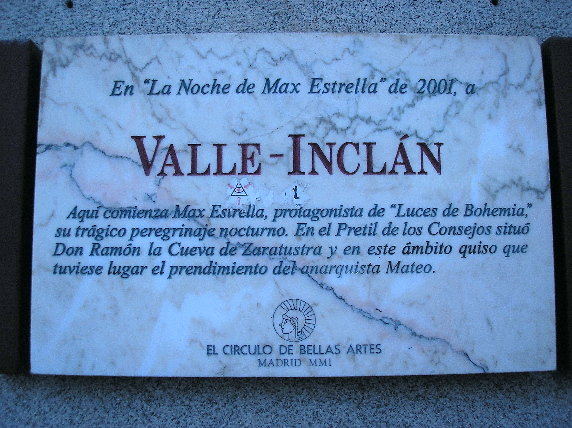 En “La Noche de Max Estrella” de 2001, a
VALLE-INCLÁN
Aquí comienza Max Estrella, protagonista de “Luces de Bohemia,”
su trágico peregrinaje nocturno. En el Pretil de los Consejos situó
Don Ramón la Cueva de Zaratustra y en este ámbito quiso que
tuviese lugar el prendimiento del anarquista Mateo.
EL CIRCULO DE BELLAS ARTES
MADRID MMI